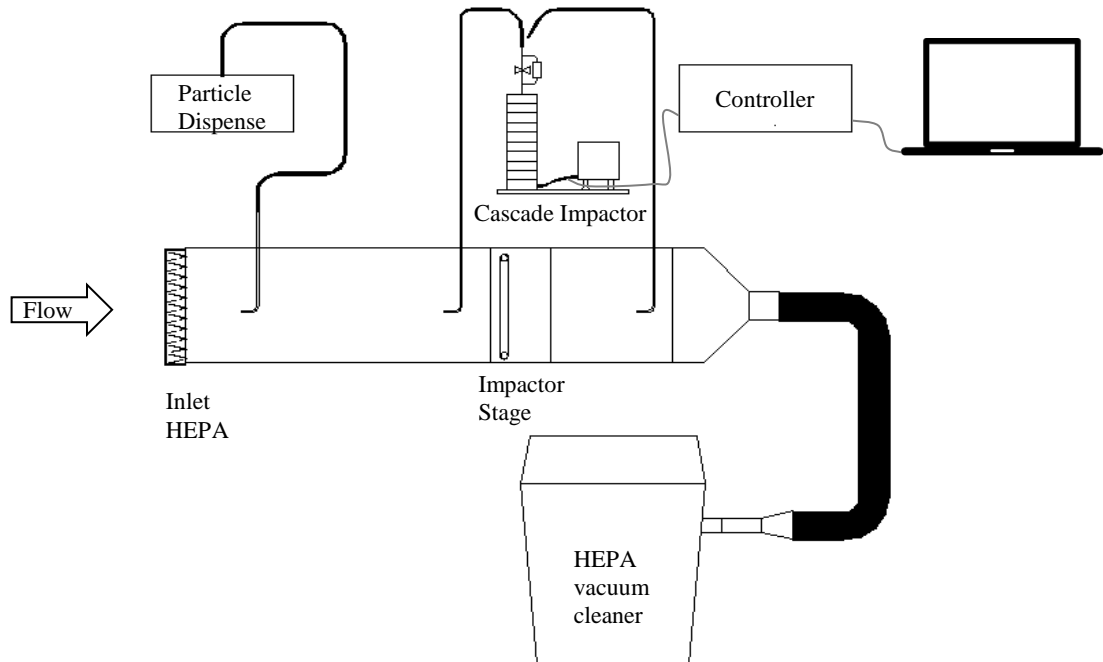 Particle
Dispense
Controller
Cascade Impactor
Flow
Inlet
HEPA
Impactor
Stage
HEPA
vacuum
cleaner